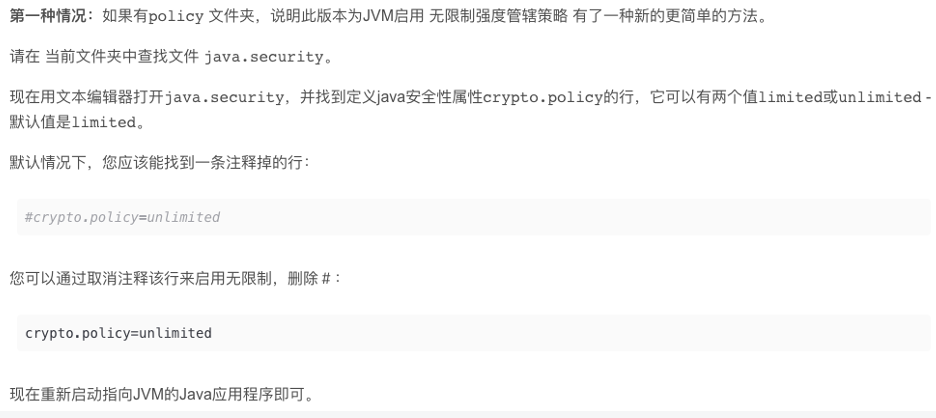 第一种情况：如果有policy 文件夹，说明此版本为JVM启用 无限制强度管辖策略 有了一种新的更简单的方法。
请在 当前文件夹中查找文件 java.security。
现在用文本编辑器打开java.security，并找到定义java安全性属性crypto.policy的行，它可以有两个值limited或unlimited -
默认值是limited。
默认情况下，您应该能找到一条注释掉的行：
#crypto.policy=unlimited
您可以通过取消注释该行来启用无限制，删除 #：
crypto.policy=unlimited
现在重新启动指向JVM的Java应用程序即可。